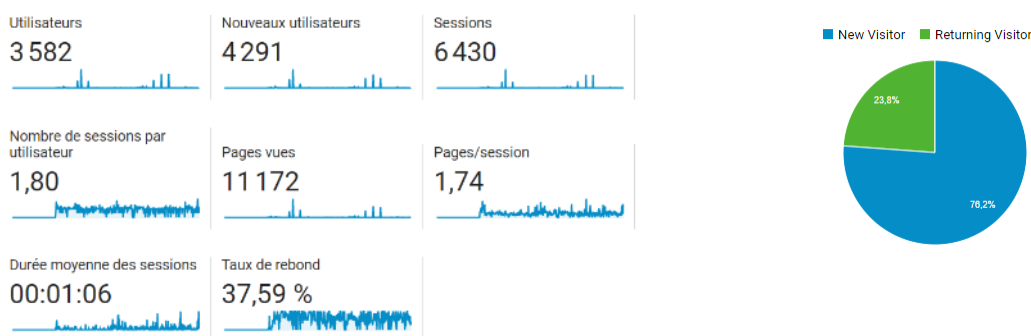 Utilisateurs
3 582
Nouveaux utilisateurs
4 291
Sessions
6 430
Nombre de sessions par
utilisateur
1,80
Pages vues
11 172
Pages/session
1,74
Durée moyenne des sessions
00:01:06
Taux de rebond
37,59 %
New Visitor
Returning Visitor
23,8%
76,2%